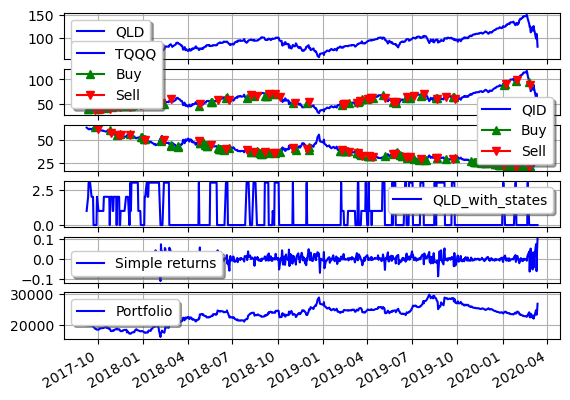 150
100
QLD
TQQQ
Buy
Sell
100
50
QID
Buy
Sell
50
25
2.5
0.0
QLD_with_states
0.1
0.0
−0.1
Simple returns
30000
20000
Portfolio
2017-10
2018-01
2018-04
2018-07
2018-10
2019-01
2019-04
2019-07
2019-10
2020-01
2020-04